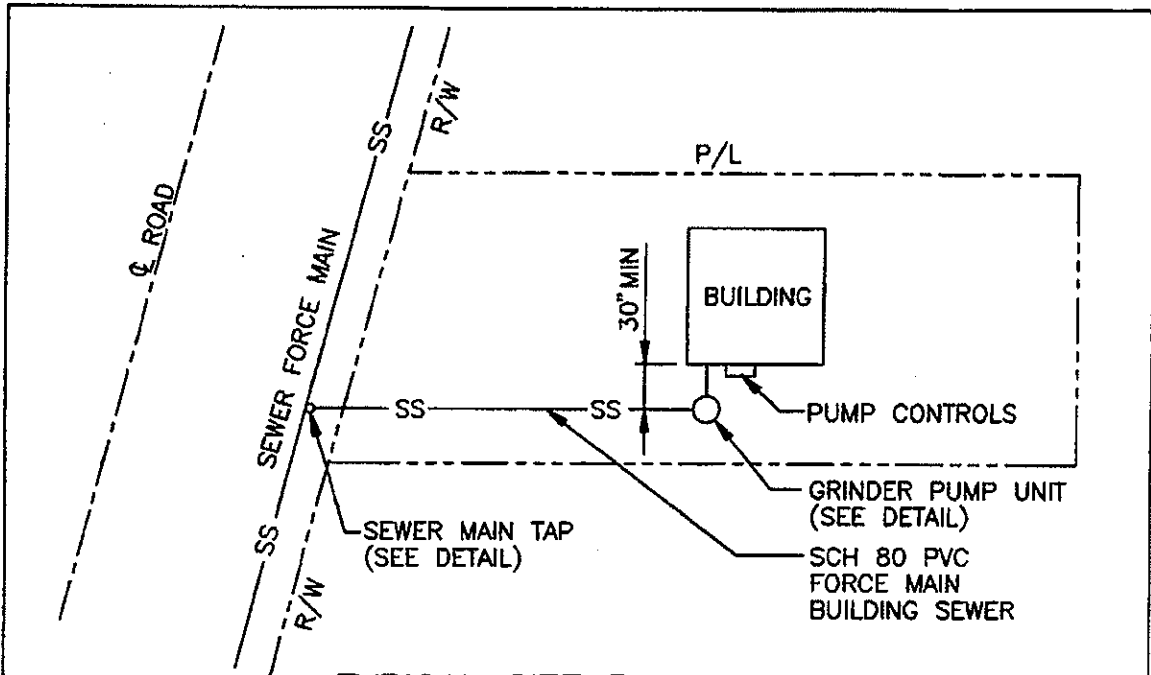 R/W
SS
P/L
℄ ROAD
30" MIN
BUILDING
SEWER FORCE MAIN
SS
SS
PUMP CONTROLS
GRINDER PUMP UNIT
(SEE DETAIL)
SEWER MAIN TAP
(SEE DETAIL)
SS
SCH 80 PVC
FORCE MAIN
BUILDING SEWER
R/W